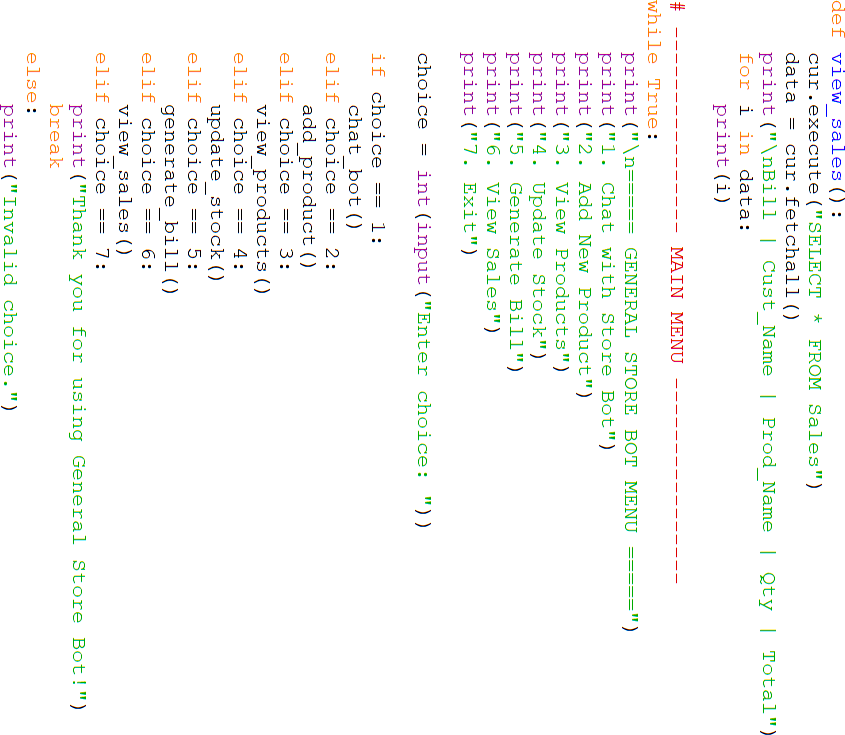 def view_sales():
    cur.execute("SELECT * FROM Sales")
    data = cur.fetchall()
    print("\nBill | Cust_Name | Prod_Name | Qty | Total")
    for i in data:
        print(i)
# ---------------- MAIN MENU ----------------
while True:
    print("\n===== GENERAL STORE BOT MENU =====")
    print("1. Chat with Store Bot")
    print("2. Add New Product")
    print("3. View Products")
    print("4. Update Stock")
    print("5. Generate Bill")
    print("6. View Sales")
    print("7. Exit")
    choice = int(input("Enter choice: "))
    if choice == 1:
        chat_bot()
    elif choice == 2:
        add_product()
    elif choice == 3:
        view_products()
    elif choice == 4:
        update_stock()
    elif choice == 5:
        generate_bill()
    elif choice == 6:
        view_sales()
    elif choice == 7:
        print("Thank you for using General Store Bot!")
        break
    else:
        print("Invalid choice.")